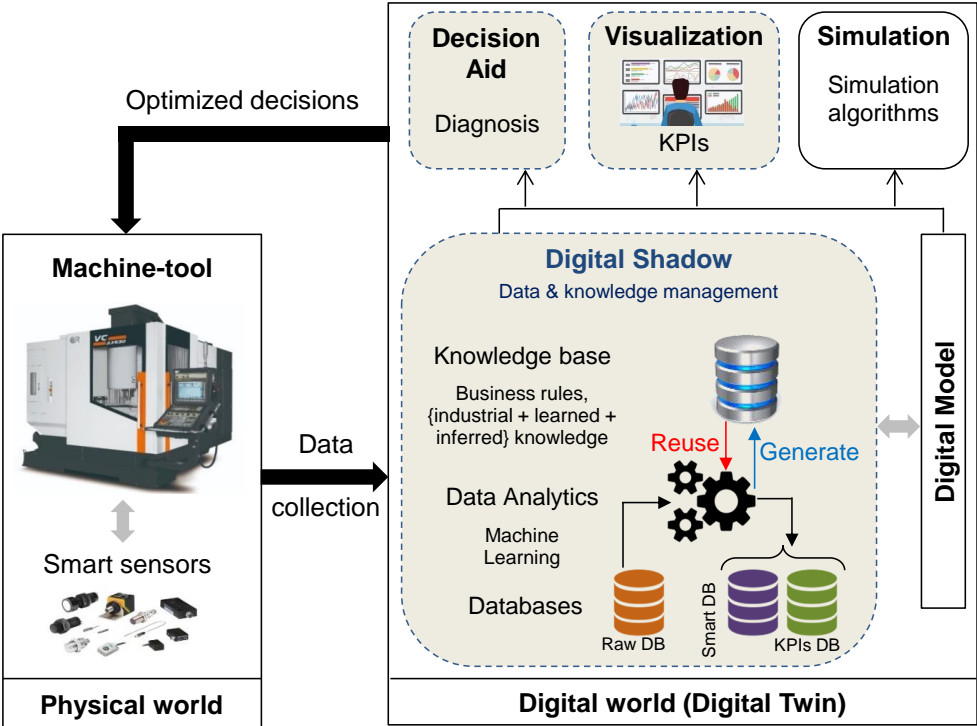 Decision
Aid
Diagnosis
Visualization
KPIs
Simulation
Simulation
algorithms
Optimized decisions
Machine-tool
VC
Data
collection
Smart sensors
Physical world
Digital Shadow
Data & knowledge management
Knowledge base
Business rules,
{industrial + learned +
inferred} knowledge
Reuse
Generate
Data Analytics
Machine
Learning
Databases
Raw DB
Smart DB
KPIs DB
Digital Model
Digital world (Digital Twin)